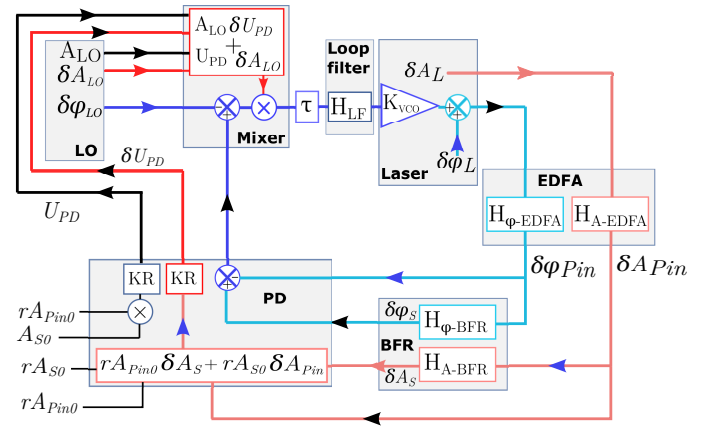 A_LO δU_PD
U_PD + δA_LO
A_LO
δA_LO
δφ_LO
LO
Mixer
- +
×
τ
Loop
filter
H_LF
δA_L
K_VCO
+ +
δφ_L
Laser
EDFA
H_φ-EDFA
H_A-EDFA
δφ_Pin
δA_Pin
δU_PD
U_PD
KR
KR
PD
+ -
×
rA_Pin0
A_S0
rA_S0
rA_Pin0
rA_Pin0 δA_S + rA_S0 δA_Pin
δφ_S
H_φ-BFR
BFR
δA_S
H_A-BFR